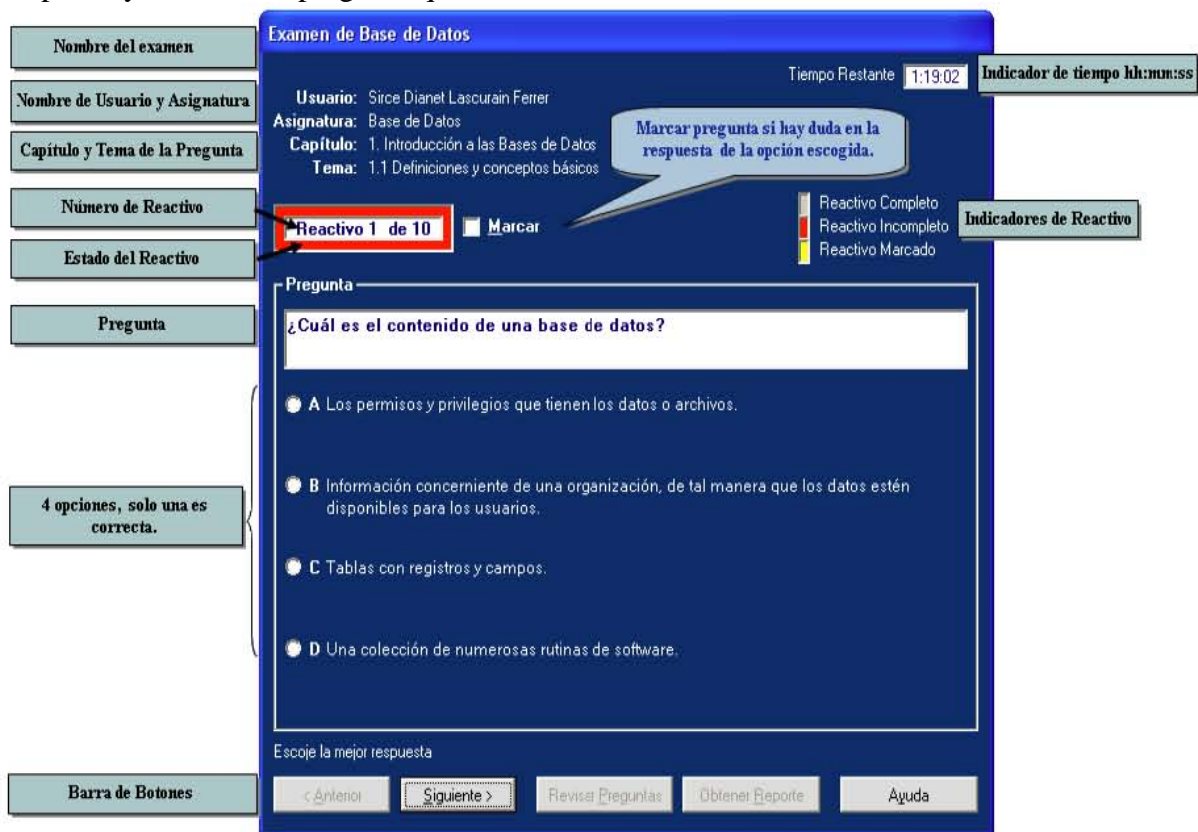 Nombre del examen
Examen de Base de Datos
Tiempo Restante 1:19:02
Indicador de tiempo hh:mm:ss
Nombre de Usuario y Asignatura
Usuario: Sirce Dianet Lascurain Ferrer
Asignatura: Base de Datos
Capítulo y Tema de la Pregunta
Capítulo: 1. Introducción a las Bases de Datos
Tema: 1.1 Definiciones y conceptos básicos
Marcar pregunta si hay duda en la
respuesta de la opción escogida.
Número de Reactivo
Estado del Reactivo
Reactivo 1 de 10
Marcar
Reactivo Completo
Reactivo Incompleto
Reactivo Marcado
Indicadores de Reactivo
Pregunta
Pregunta
¿Cuál es el contenido de una base de datos?
4 opciones, solo una es
correcta.
A Los permisos y privilegios que tienen los datos o archivos.
B Información concerniente de una organización, de tal manera que los datos estén
disponibles para los usuarios.
C Tablas con registros y campos.
D Una colección de numerosas rutinas de software.
Escoje la mejor respuesta
Barra de Botones
< Anterior
Siguiente >
Revisar Preguntas
Obtener Reporte
Ayuda